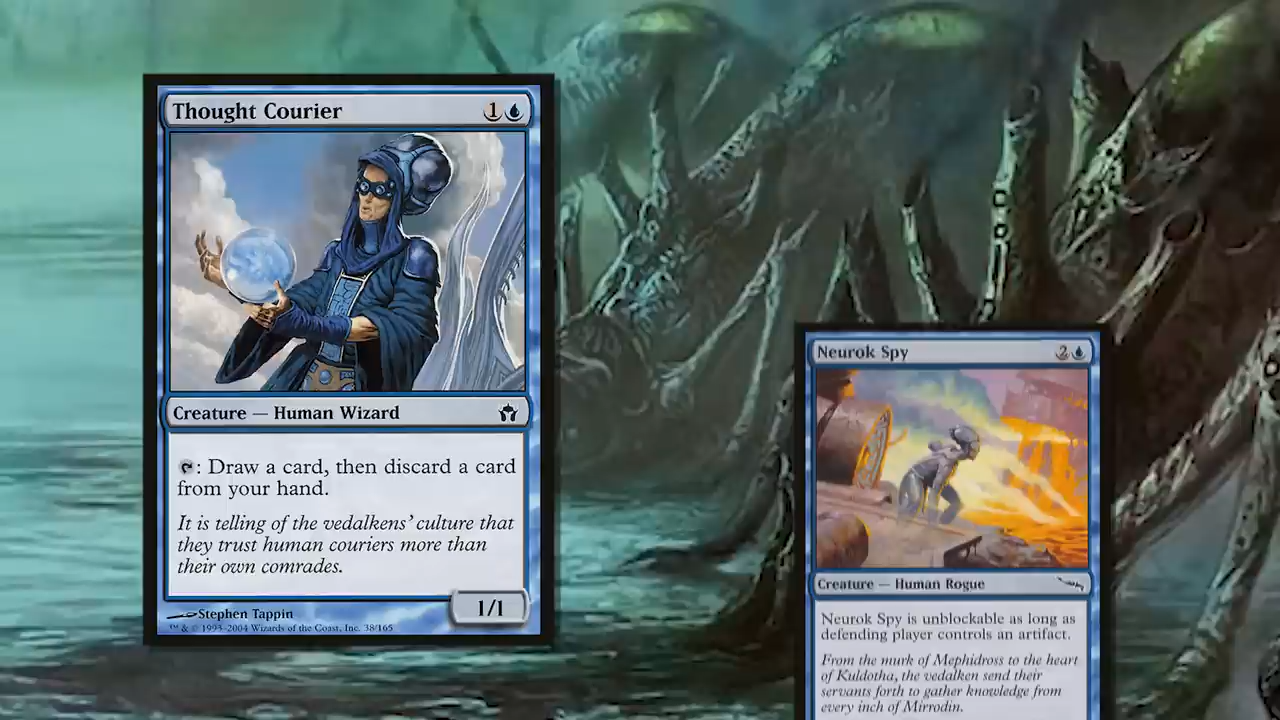 Thought Courier 1
Creature — Human Wizard
: Draw a card, then discard a card
from your hand.
It is telling of the vedalkens' culture that
they trust human couriers more than
their own comrades.
1/1
Stephen Tappin
™ & © 1993–2004 Wizards of the Coast, Inc. 38/165
Neurok Spy 2
Creature — Human Rogue
Neurok Spy is unblockable as long as
defending player controls an artifact.
From the murk of Mephidross to the heart
of Kuldotha, the vedalken send their
servants forth to gather knowledge from
every inch of Mirrodin.